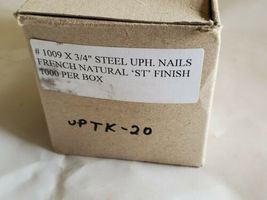 # 1009 X 3/4" STEEL UPH. NAILS
FRENCH NATURAL 'ST' FINISH
1000 PER BOX
UPTK-20